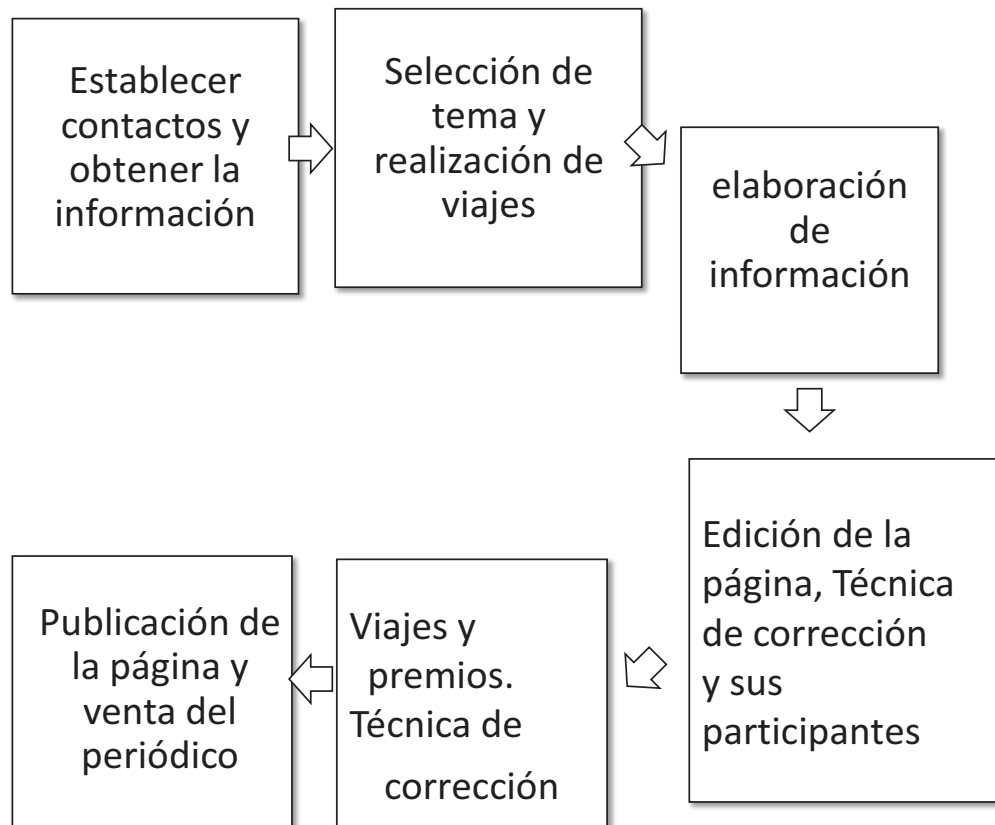 Establecer
contactos y
obtener la
información
Selección de
tema y
realización de
viajes
elaboración
de
información
Edición de la
página, Técnica
de corrección
y sus
participantes
Viajes y
premios.
Técnica de
corrección
Publicación de
la página y
venta del
periódico